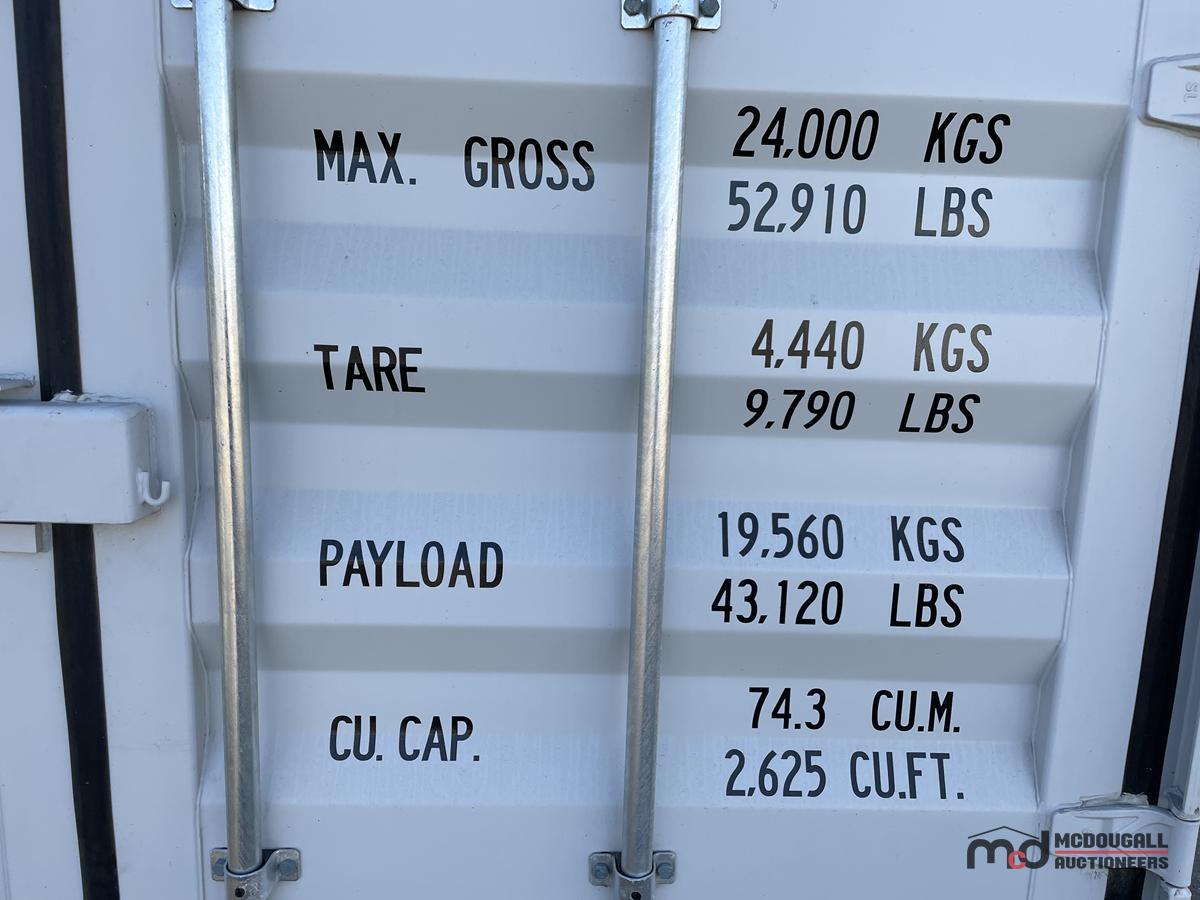 MAX. GROSS 24,000 KGS
52,910 LBS
TARE 4,440 KGS
9,790 LBS
PAYLOAD 19,560 KGS
43,120 LBS
CU. CAP. 74.3 CU.M.
2,625 CU.FT.
mcd MCDOUGALL
AUCTIONEERS